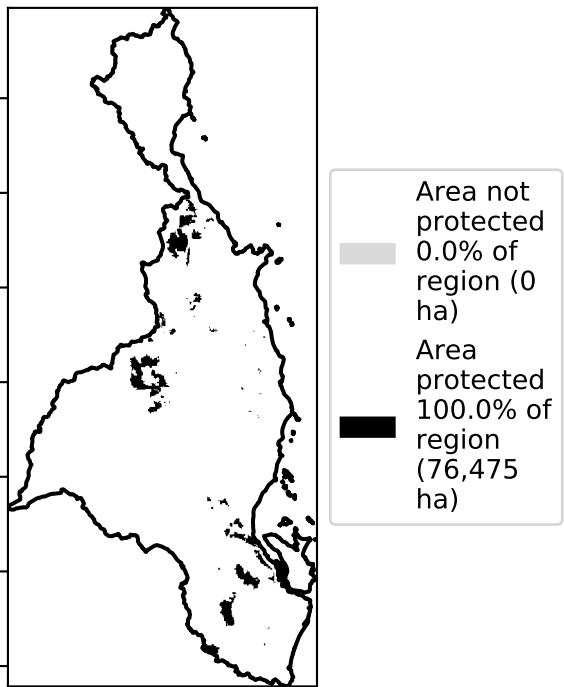 Area not
protected
0.0% of
region (0
ha)
Area
protected
100.0% of
region
(76,475
ha)